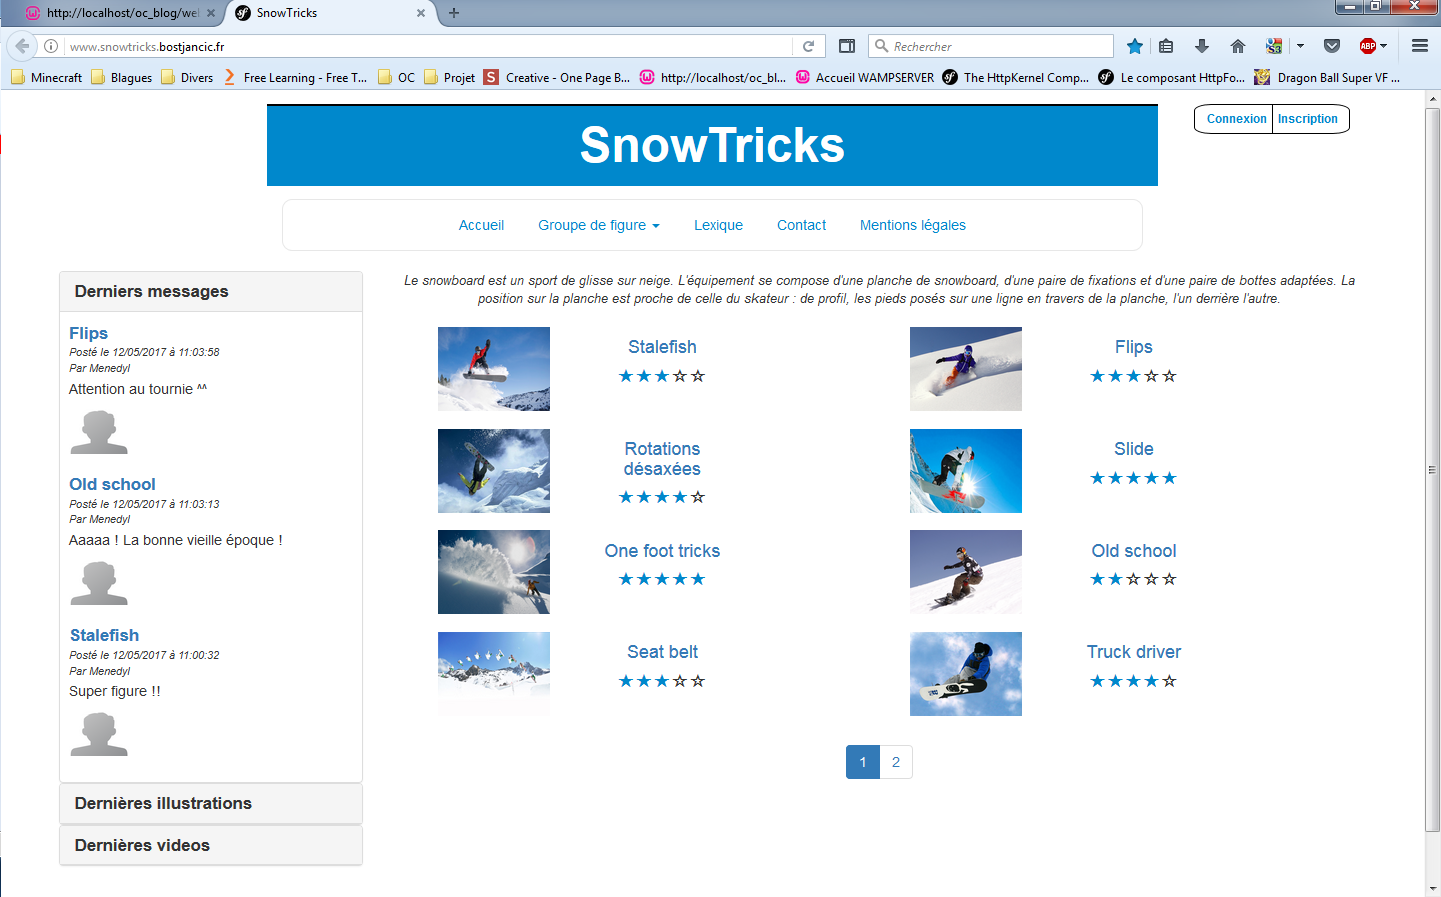 http://localhost/oc_blog/we
SnowTricks
www.snowtricks.bostjancic.fr
Rechercher
ABP
Minecraft
Blagues
Divers
Free Learning - Free T...
OC
Projet
S
Creative - One Page B...
http://localhost/oc_bl...
Accueil WAMPSERVER
The HttpKernel Comp...
Le composant HttpFo...
Dragon Ball Super VF ...
SnowTricks
Connexion
Inscription
Accueil
Groupe de figure
Lexique
Contact
Mentions légales
Derniers messages
Flips
Posté le 12/05/2017 à 11:03:58
Par Menedyl
Attention au tournie ^^
Old school
Posté le 12/05/2017 à 11:03:13
Par Menedyl
Aaaaa ! La bonne vieille époque !
Stalefish
Posté le 12/05/2017 à 11:00:32
Par Menedyl
Super figure !!
Dernières illustrations
Dernières videos
Le snowboard est un sport de glisse sur neige. L'équipement se compose d'une planche de snowboard, d'une paire de fixations et d'une paire de bottes adaptées. La
position sur la planche est proche de celle du skateur : de profil, les pieds posés sur une ligne en travers de la planche, l'un derrière l'autre.
Stalefish
★★★☆☆
Flips
★★★☆☆
Rotations
désaxées
★★★★☆
Slide
★★★★★
One foot tricks
★★★★★
Old school
★★☆☆☆
Seat belt
★★★☆☆
Truck driver
★★★★☆
1
2